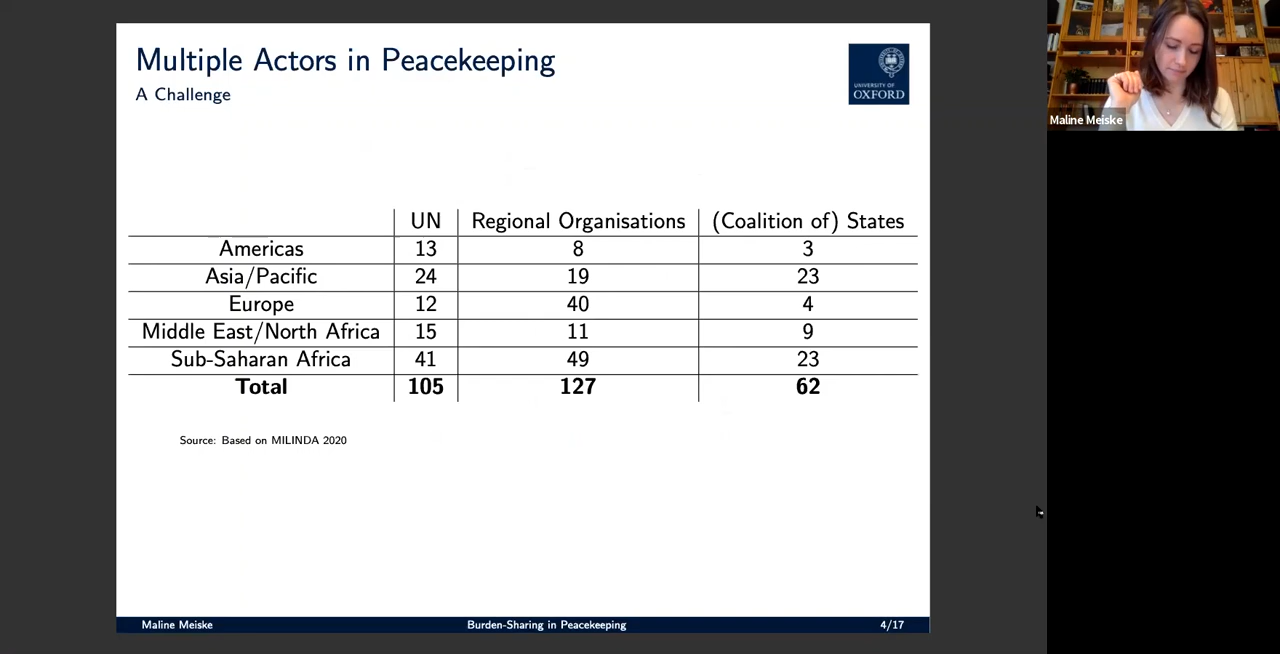 Multiple Actors in Peacekeeping
A Challenge
UNIVERSITY OF
OXFORD
UN Regional Organisations (Coalition of) States
Americas 13 8 3
Asia/Pacific 24 19 23
Europe 12 40 4
Middle East/North Africa 15 11 9
Sub-Saharan Africa 41 49 23
Total 105 127 62
Source: Based on MILINDA 2020
Maline Meiske Burden-Sharing in Peacekeeping 4/17
Maline Meiske